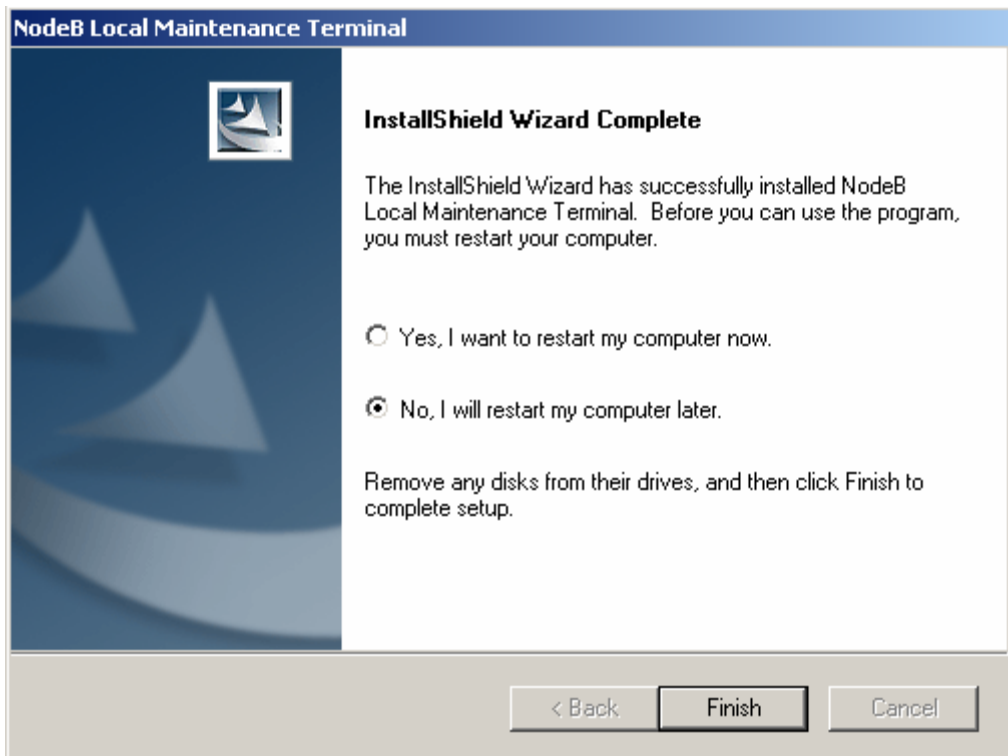 NodeB Local Maintenance Terminal
InstallShield Wizard Complete
The InstallShield Wizard has successfully installed NodeB
Local Maintenance Terminal.  Before you can use the program,
you must restart your computer.
Yes, I want to restart my computer now.
No, I will restart my computer later.
Remove any disks from their drives, and then click Finish to
complete setup.
< Back Finish Cancel